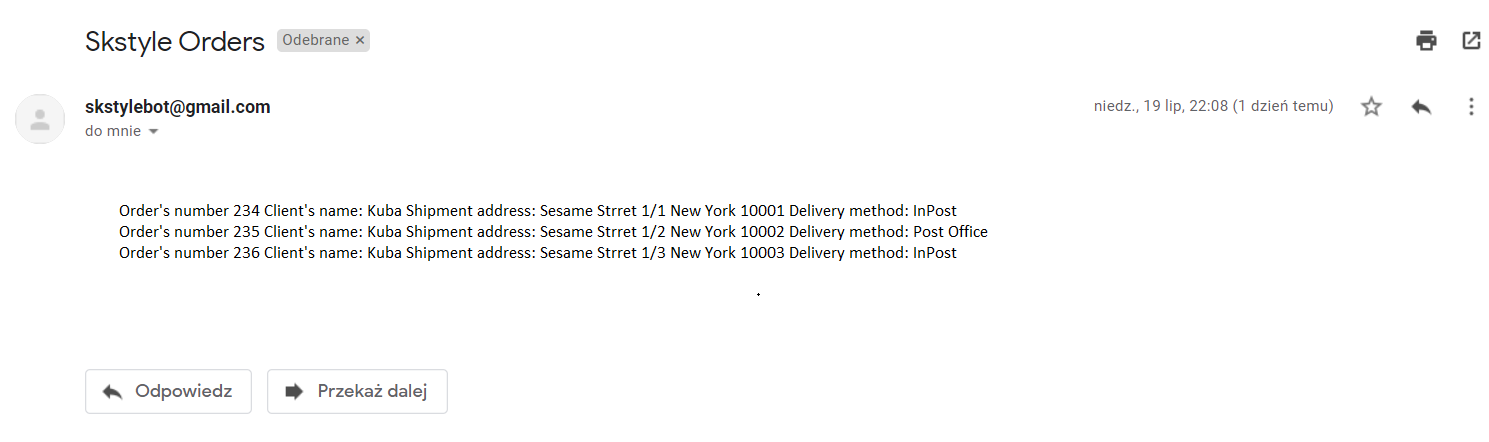 Skstyle Orders Odebrane ×
skstylebot@gmail.com
niedz., 19 lip, 22:08 (1 dzień temu)
do mnie
Order's number 234 Client's name: Kuba Shipment address: Sesame Strret 1/1 New York 10001 Delivery method: InPost
Order's number 235 Client's name: Kuba Shipment address: Sesame Strret 1/2 New York 10002 Delivery method: Post Office
Order's number 236 Client's name: Kuba Shipment address: Sesame Strret 1/3 New York 10003 Delivery method: InPost
.
Odpowiedz
Przekaż dalej